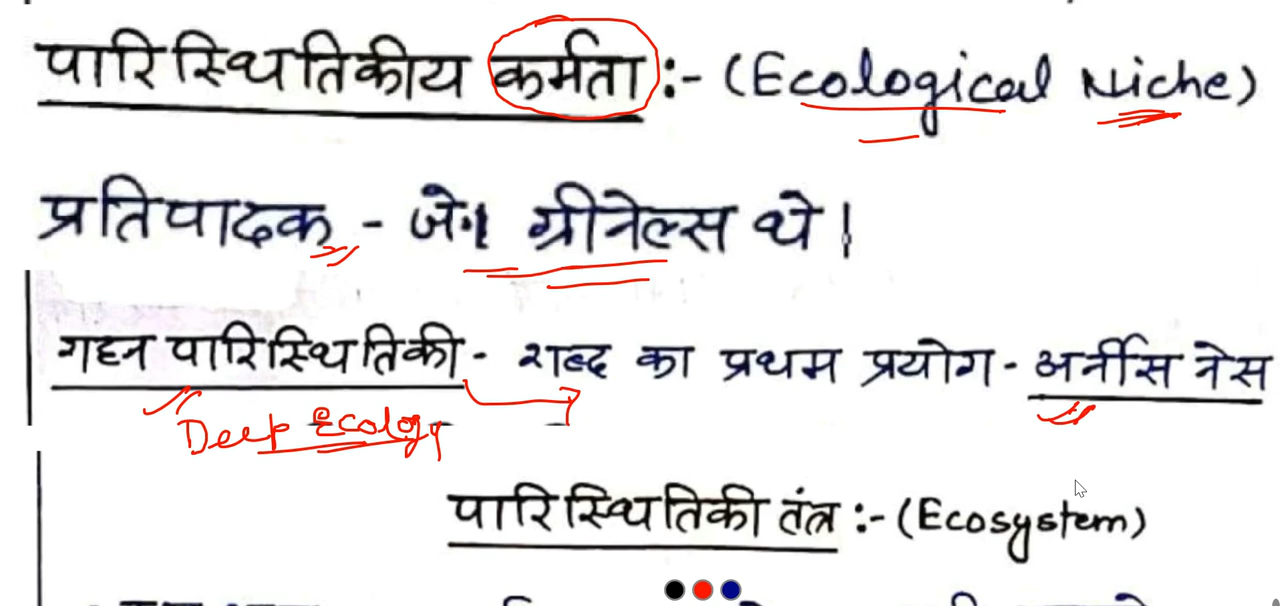 पारिस्थितिकीय कर्मता :- (Ecological Niche)
प्रतिपादक - जे. ग्रीनेल्स थे।
गहन पारिस्थितिकी - शब्द का प्रथम प्रयोग - अर्नीस नेस
Deep Ecology
पारिस्थितिकी तंत्र :- (Ecosystem)